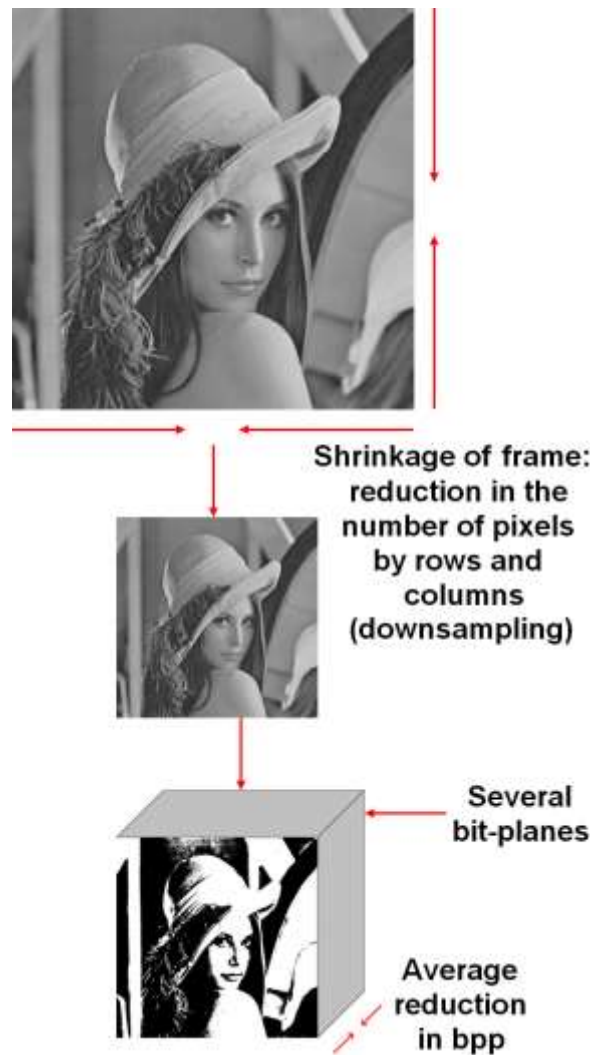 Shrinkage of frame:
reduction in the
number of pixels
by rows and
columns
(downsampling)
Several
bit-planes
Average
reduction
in bpp